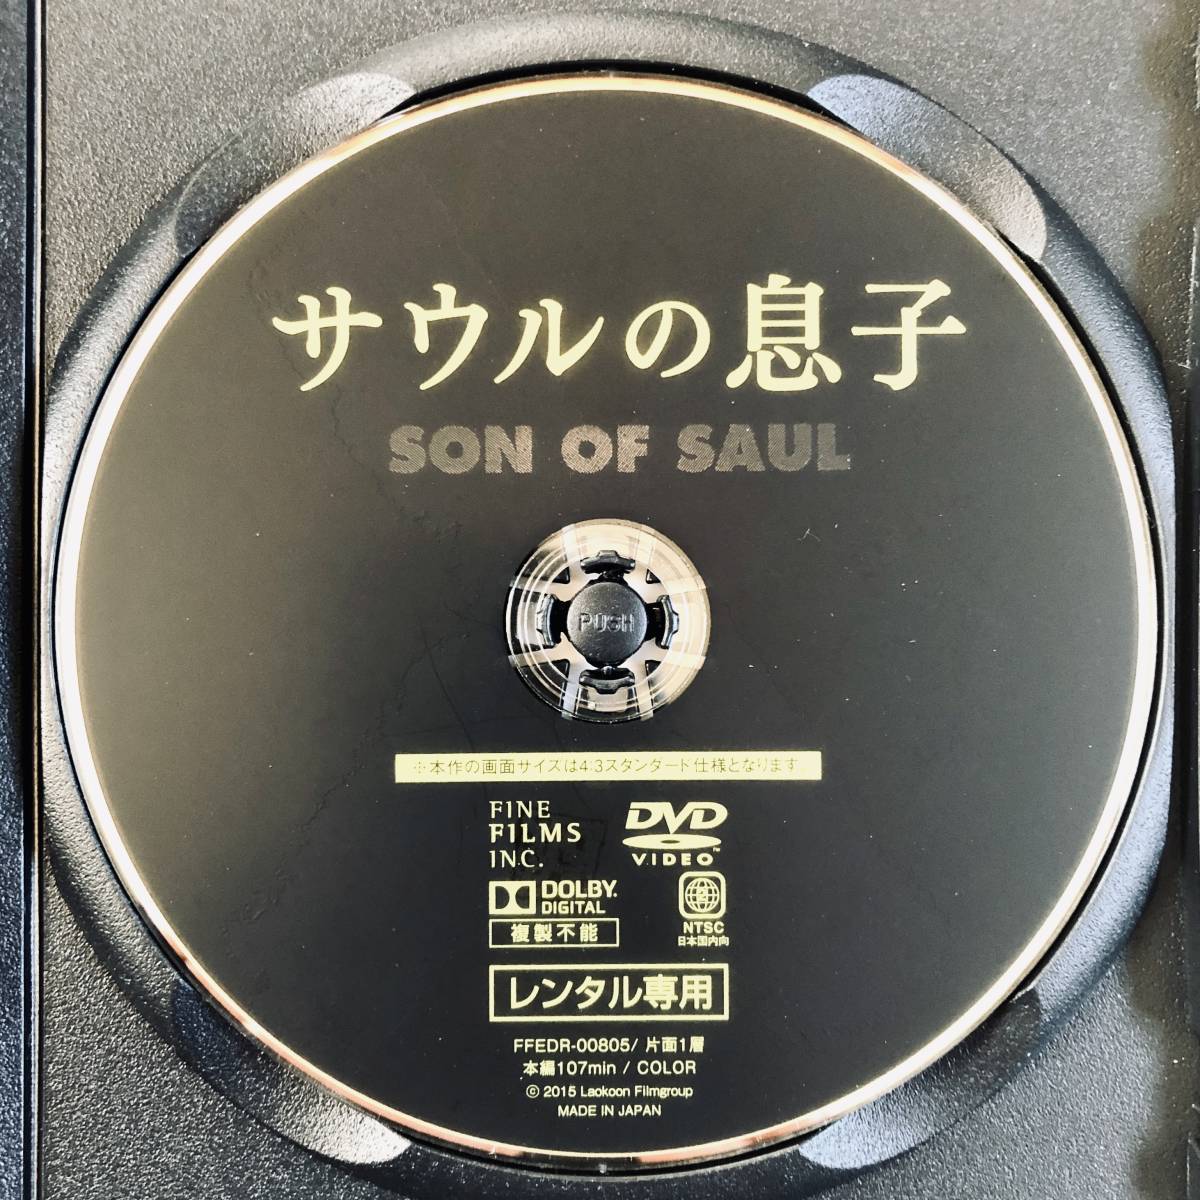 サウルの息子
SON OF SAUL
PUSH
※本作の画面サイズは4:3スタンダード仕様となります。
FINE
FILMS
INC.
DVD
VIDEO™
DOLBY.
DIGITAL
複製不能
2
NTSC
日本国内向
レンタル専用
FFEDR-00805/ 片面1層
本編107min / COLOR
© 2015 Laokoon Filmgroup
MADE IN JAPAN